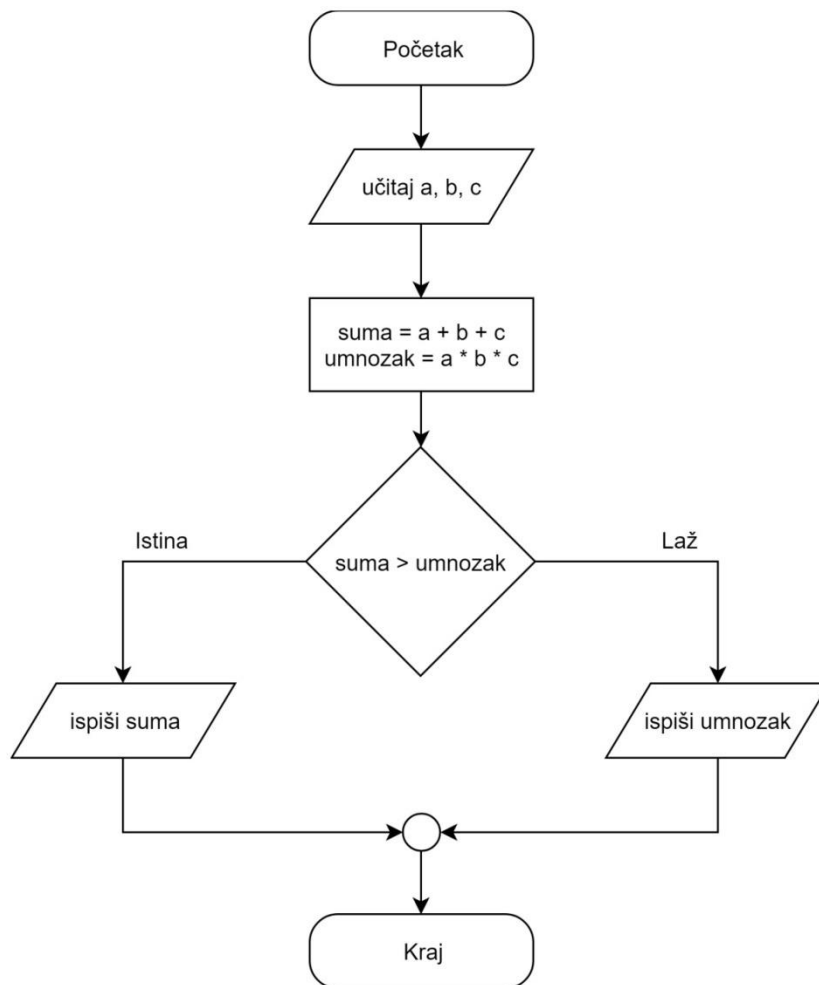 Početak
učitaj a, b, c
suma = a + b + c
umnozak = a * b * c
Istina
Laž
suma > umnozak
ispiši suma
ispiši umnozak
Kraj